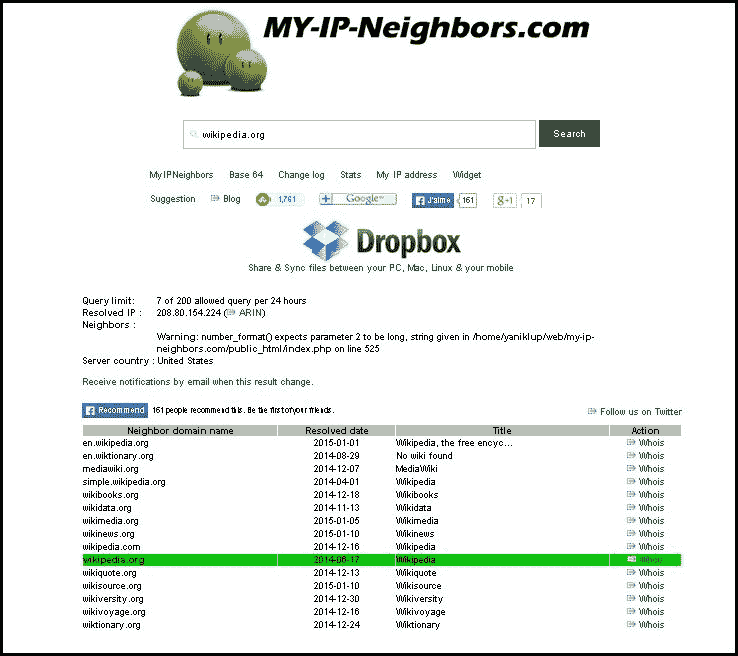 MY-IP-Neighbors.com
wikipedia.org Search
MyIPNeighbors Base 64 Change log Stats My IP address Widget
Suggestion Blog 1,761 Google™ J'aime 161 g+1 17
Dropbox
Share & Sync files between your PC, Mac, Linux & your mobile
Query limit: 7 of 200 allowed query per 24 hours
Resolved IP : 208.80.154.224 (ARIN)
Neighbors :
Warning: number_format() expects parameter 2 to be long, string given in /home/yaniklup/web/my-ip-
neighbors.com/public_html/index.php on line 525
Server country : United States
Receive notifications by email when this result change.
Recommend 161 people recommend this. Be the first of your friends.
Follow us on Twitter
Neighbor domain name Resolved date Title Action
en.wikipedia.org 2015-01-01 Wikipedia, the free encyc... Whois
en.wiktionary.org 2014-08-29 No wiki found Whois
mediawiki.org 2014-12-07 MediaWiki Whois
simple.wikipedia.org 2014-04-01 Wikipedia Whois
wikibooks.org 2014-12-18 Wikibooks Whois
wikidata.org 2014-11-13 Wikidata Whois
wikimedia.org 2015-01-05 Wikimedia Whois
wikinews.org 2015-01-10 Wikinews Whois
wikipedia.com 2014-12-16 Wikipedia Whois
wikipedia.org 2014-06-17 Wikipedia Whois
wikiquote.org 2014-12-13 Wikiquote Whois
wikisource.org 2015-01-10 Wikisource Whois
wikiversity.org 2014-12-30 Wikiversity Whois
wikivoyage.org 2014-12-16 Wikivoyage Whois
wiktionary.org 2014-12-24 Wiktionary Whois